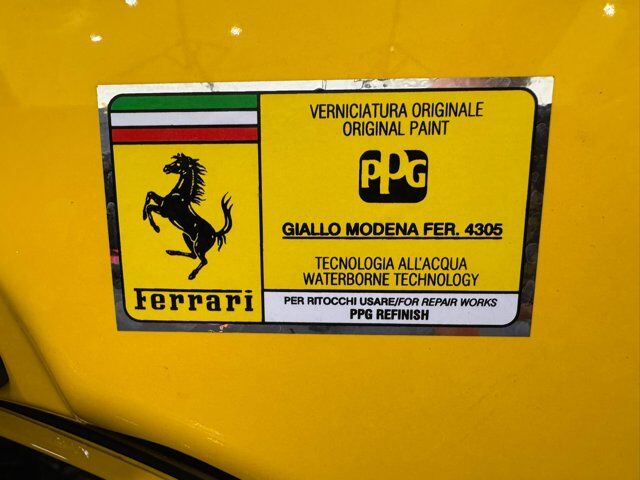 VERNICIATURA ORIGINALE
ORIGINAL PAINT
PPG
GIALLO MODENA FER. 4305
TECNOLOGIA ALL'ACQUA
WATERBORNE TECHNOLOGY
Ferrari
PER RITOCCHI USARE/FOR REPAIR WORKS
PPG REFINISH